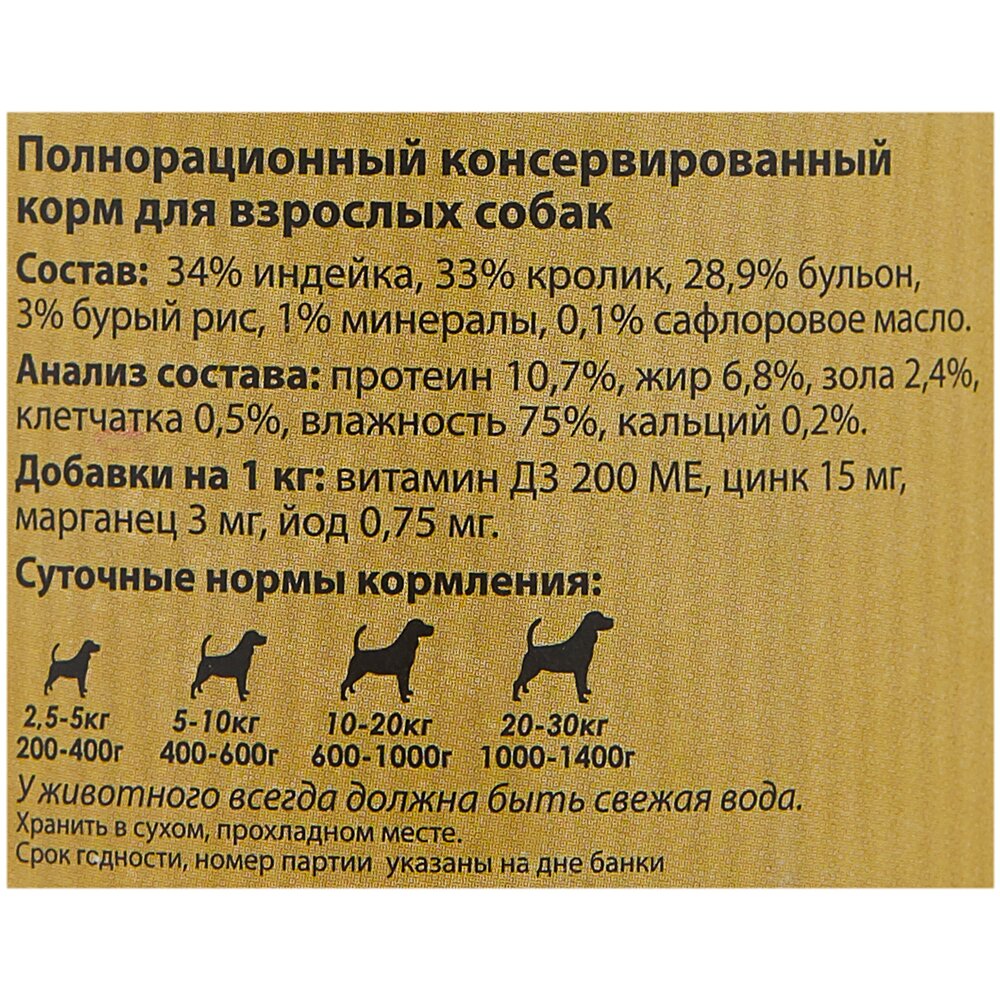 Полнорационный консервированный
корм для взрослых собак
Состав: 34% индейка, 33% кролик, 28,9% бульон,
3% бурый рис, 1% минералы, 0,1% сафлоровое масло.
Анализ состава: протеин 10,7%, жир 6,8%, зола 2,4%,
клетчатка 0,5%, влажность 75%, кальций 0,2%.
Добавки на 1 кг: витамин Д3 200 МЕ, цинк 15 мг,
марганец 3 мг, йод 0,75 мг.
Суточные нормы кормления:
2,5-5кг 5-10кг 10-20кг 20-30кг
200-400г 400-600г 600-1000г 1000-1400г
У животного всегда должна быть свежая вода.
Хранить в сухом, прохладном месте.
Срок годности, номер партии указаны на дне банки